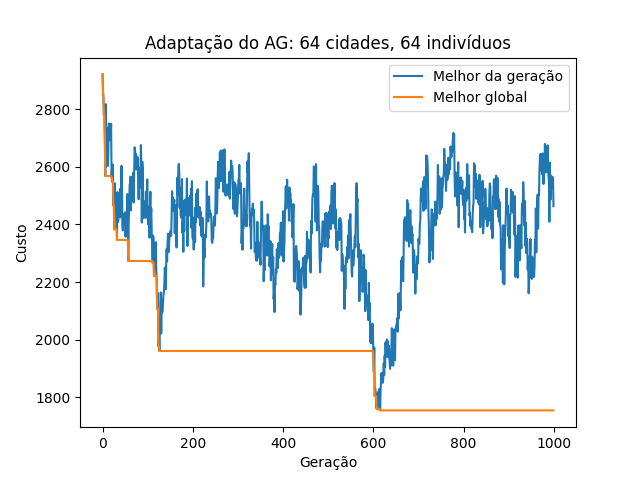 Adaptação do AG: 64 cidades, 64 indivíduos
Melhor da geração
Melhor global
Custo
2800
2600
2400
2200
2000
1800
0 200 400 600 800 1000
Geração